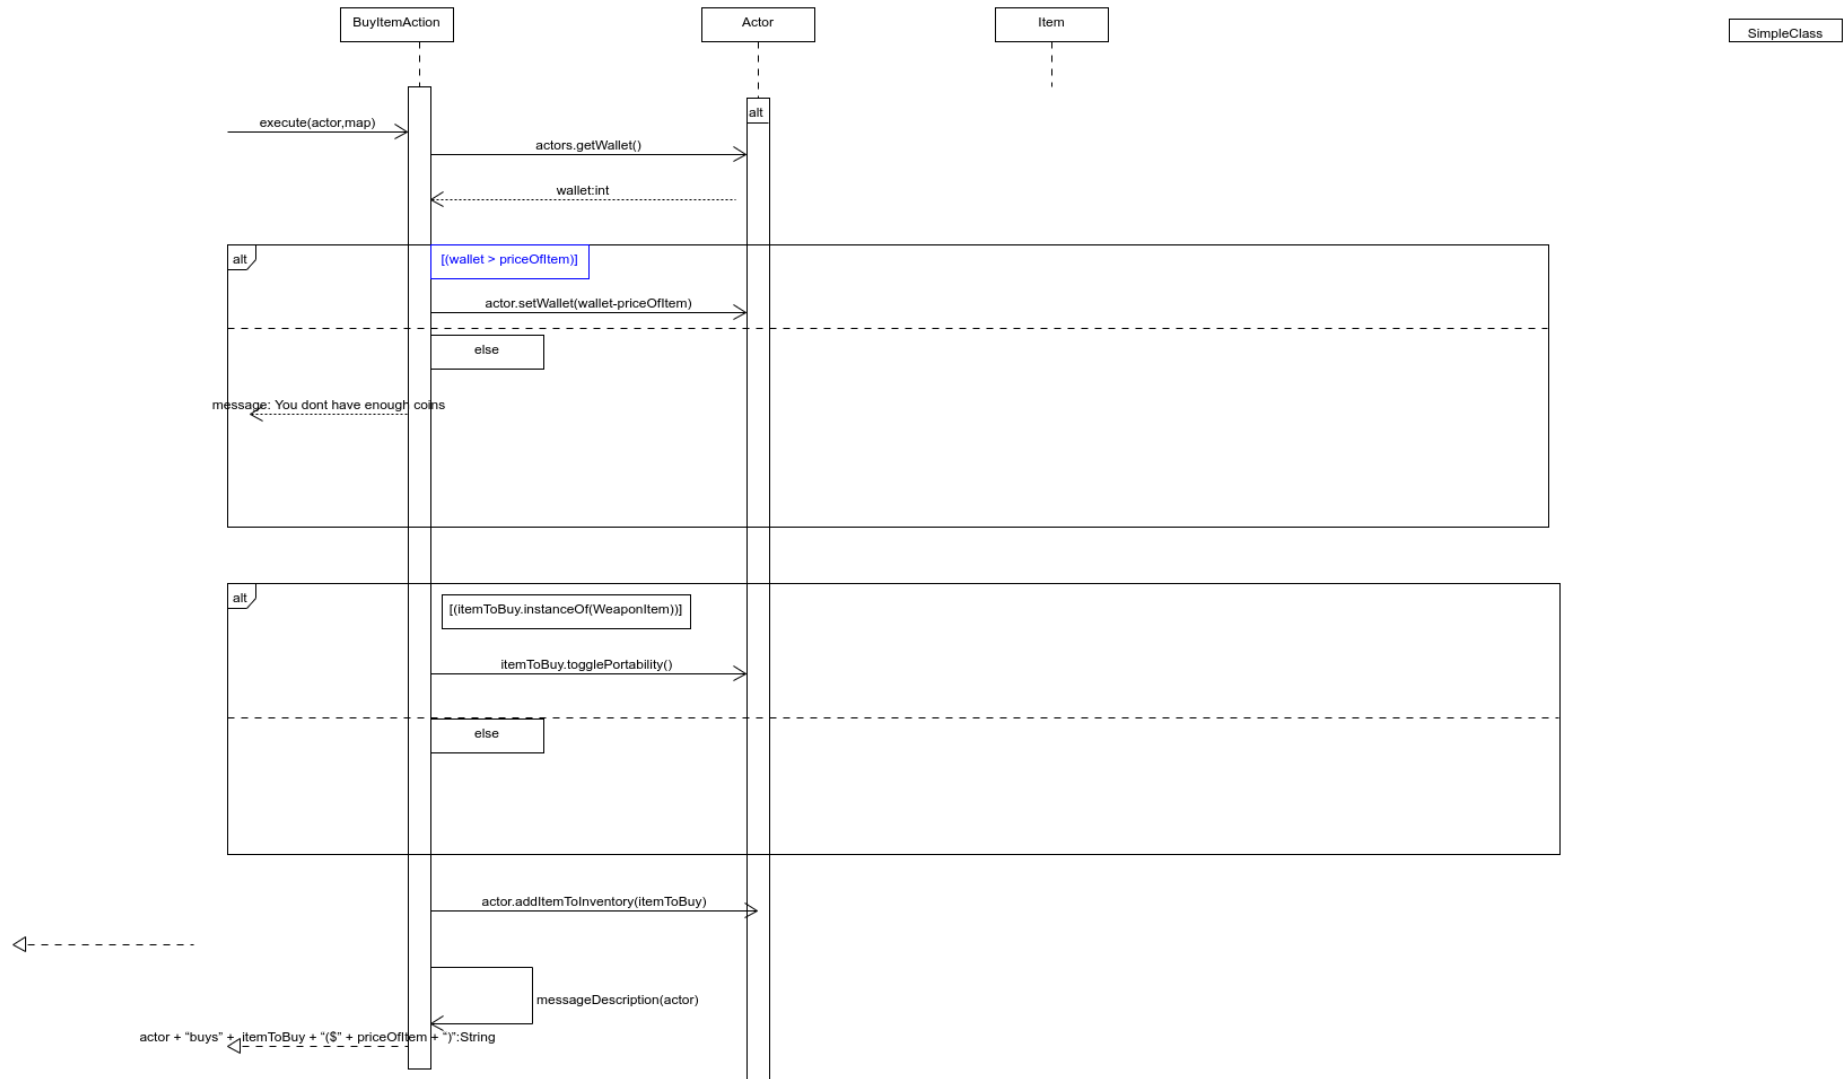 BuyItemAction
Actor
Item
SimpleClass
alt
execute(actor,map)
actors.getWallet()
wallet:int
alt
[(wallet > priceOfItem)]
actor.setWallet(wallet-priceOfItem)
else
message: You dont have enough coins
alt
[(itemToBuy.instanceOf(WeaponItem))]
itemToBuy.togglePortability()
else
actor.addItemToInventory(itemToBuy)
messageDescription(actor)
actor + “buys” + itemToBuy + “($” + priceOfItem + “)”:String